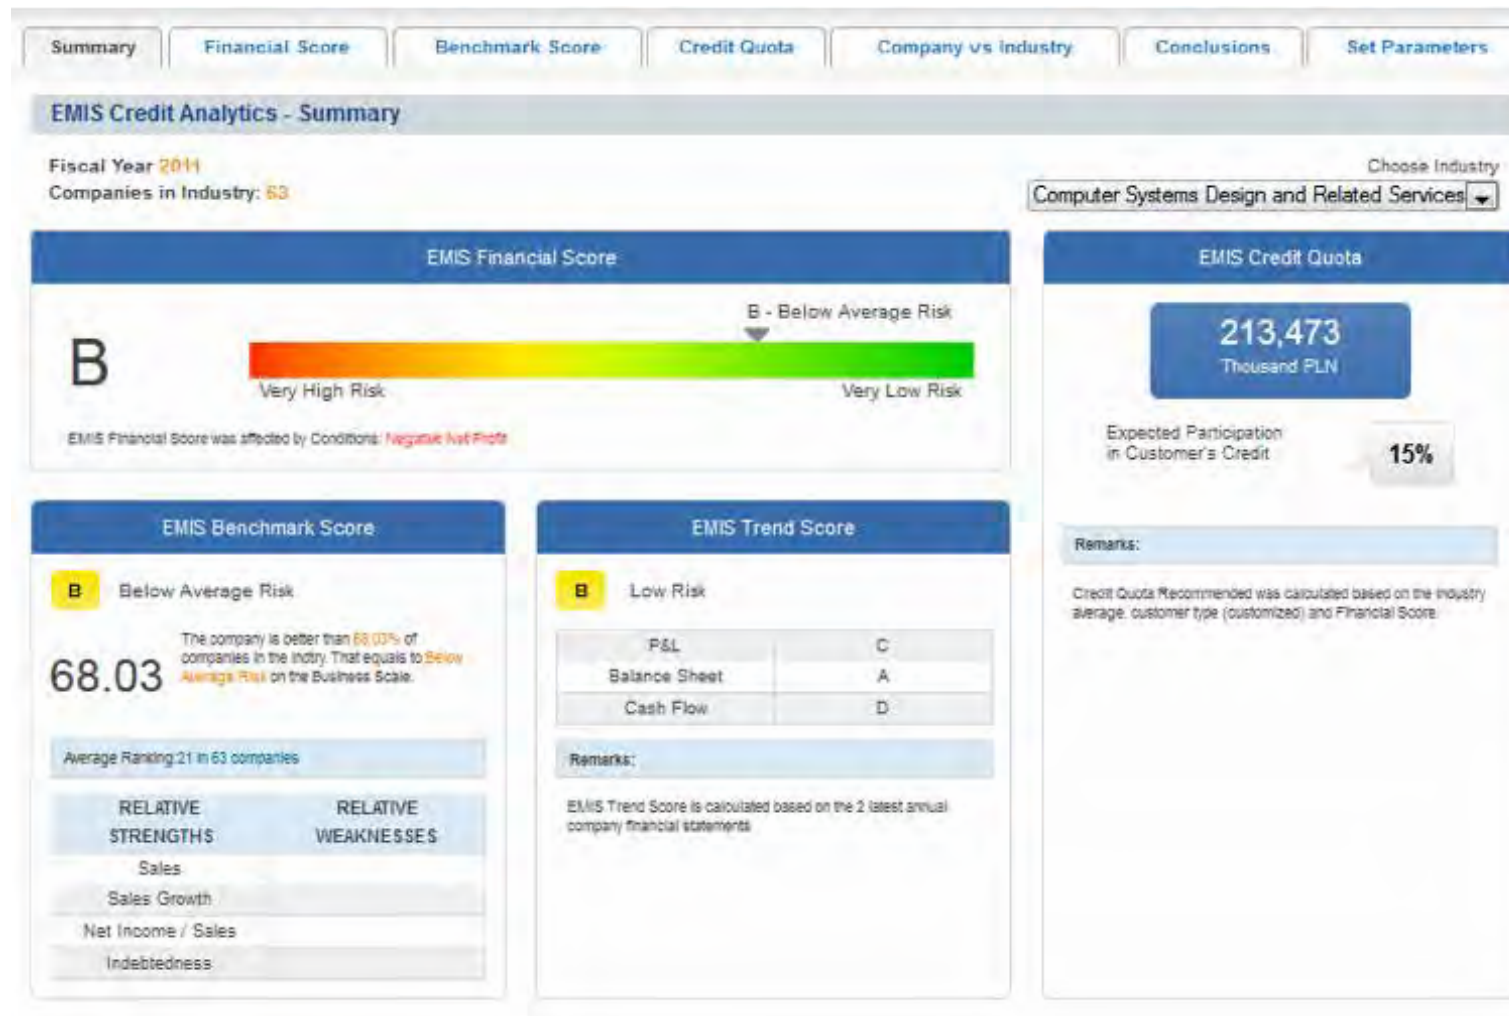 Summary Financial Score Benchmark Score Credit Quota Company vs Industry Conclusions Set Parameters
EMIS Credit Analytics - Summary
Fiscal Year 2011
Companies in Industry: 63
Choose Industry
Computer Systems Design and Related Services
EMIS Financial Score
B - Below Average Risk
B
Very High Risk Very Low Risk
EMIS Financial Score was affected by Conditions: Negative Net Profit
EMIS Credit Quota
213,473
Thousand PLN
Expected Participation
in Customer's Credit
15%
Remarks:
Credit Quota Recommended was calculated based on the industry
average, customer type (customized) and Financial Score
EMIS Benchmark Score
B Below Average Risk
68.03
The company is better than 68.03% of
companies in the indtry. That equals to Below
Average Risk on the Business Scale.
Average Ranking:21 in 63 companies
RELATIVE STRENGTHS
RELATIVE WEAKNESSES
Sales
Sales Growth
Net Income / Sales
Indebtedness
EMIS Trend Score
B Low Risk
P&L C
Balance Sheet A
Cash Flow D
Remarks:
EMIS Trend Score is calculated based on the 2 latest annual
company financial statements